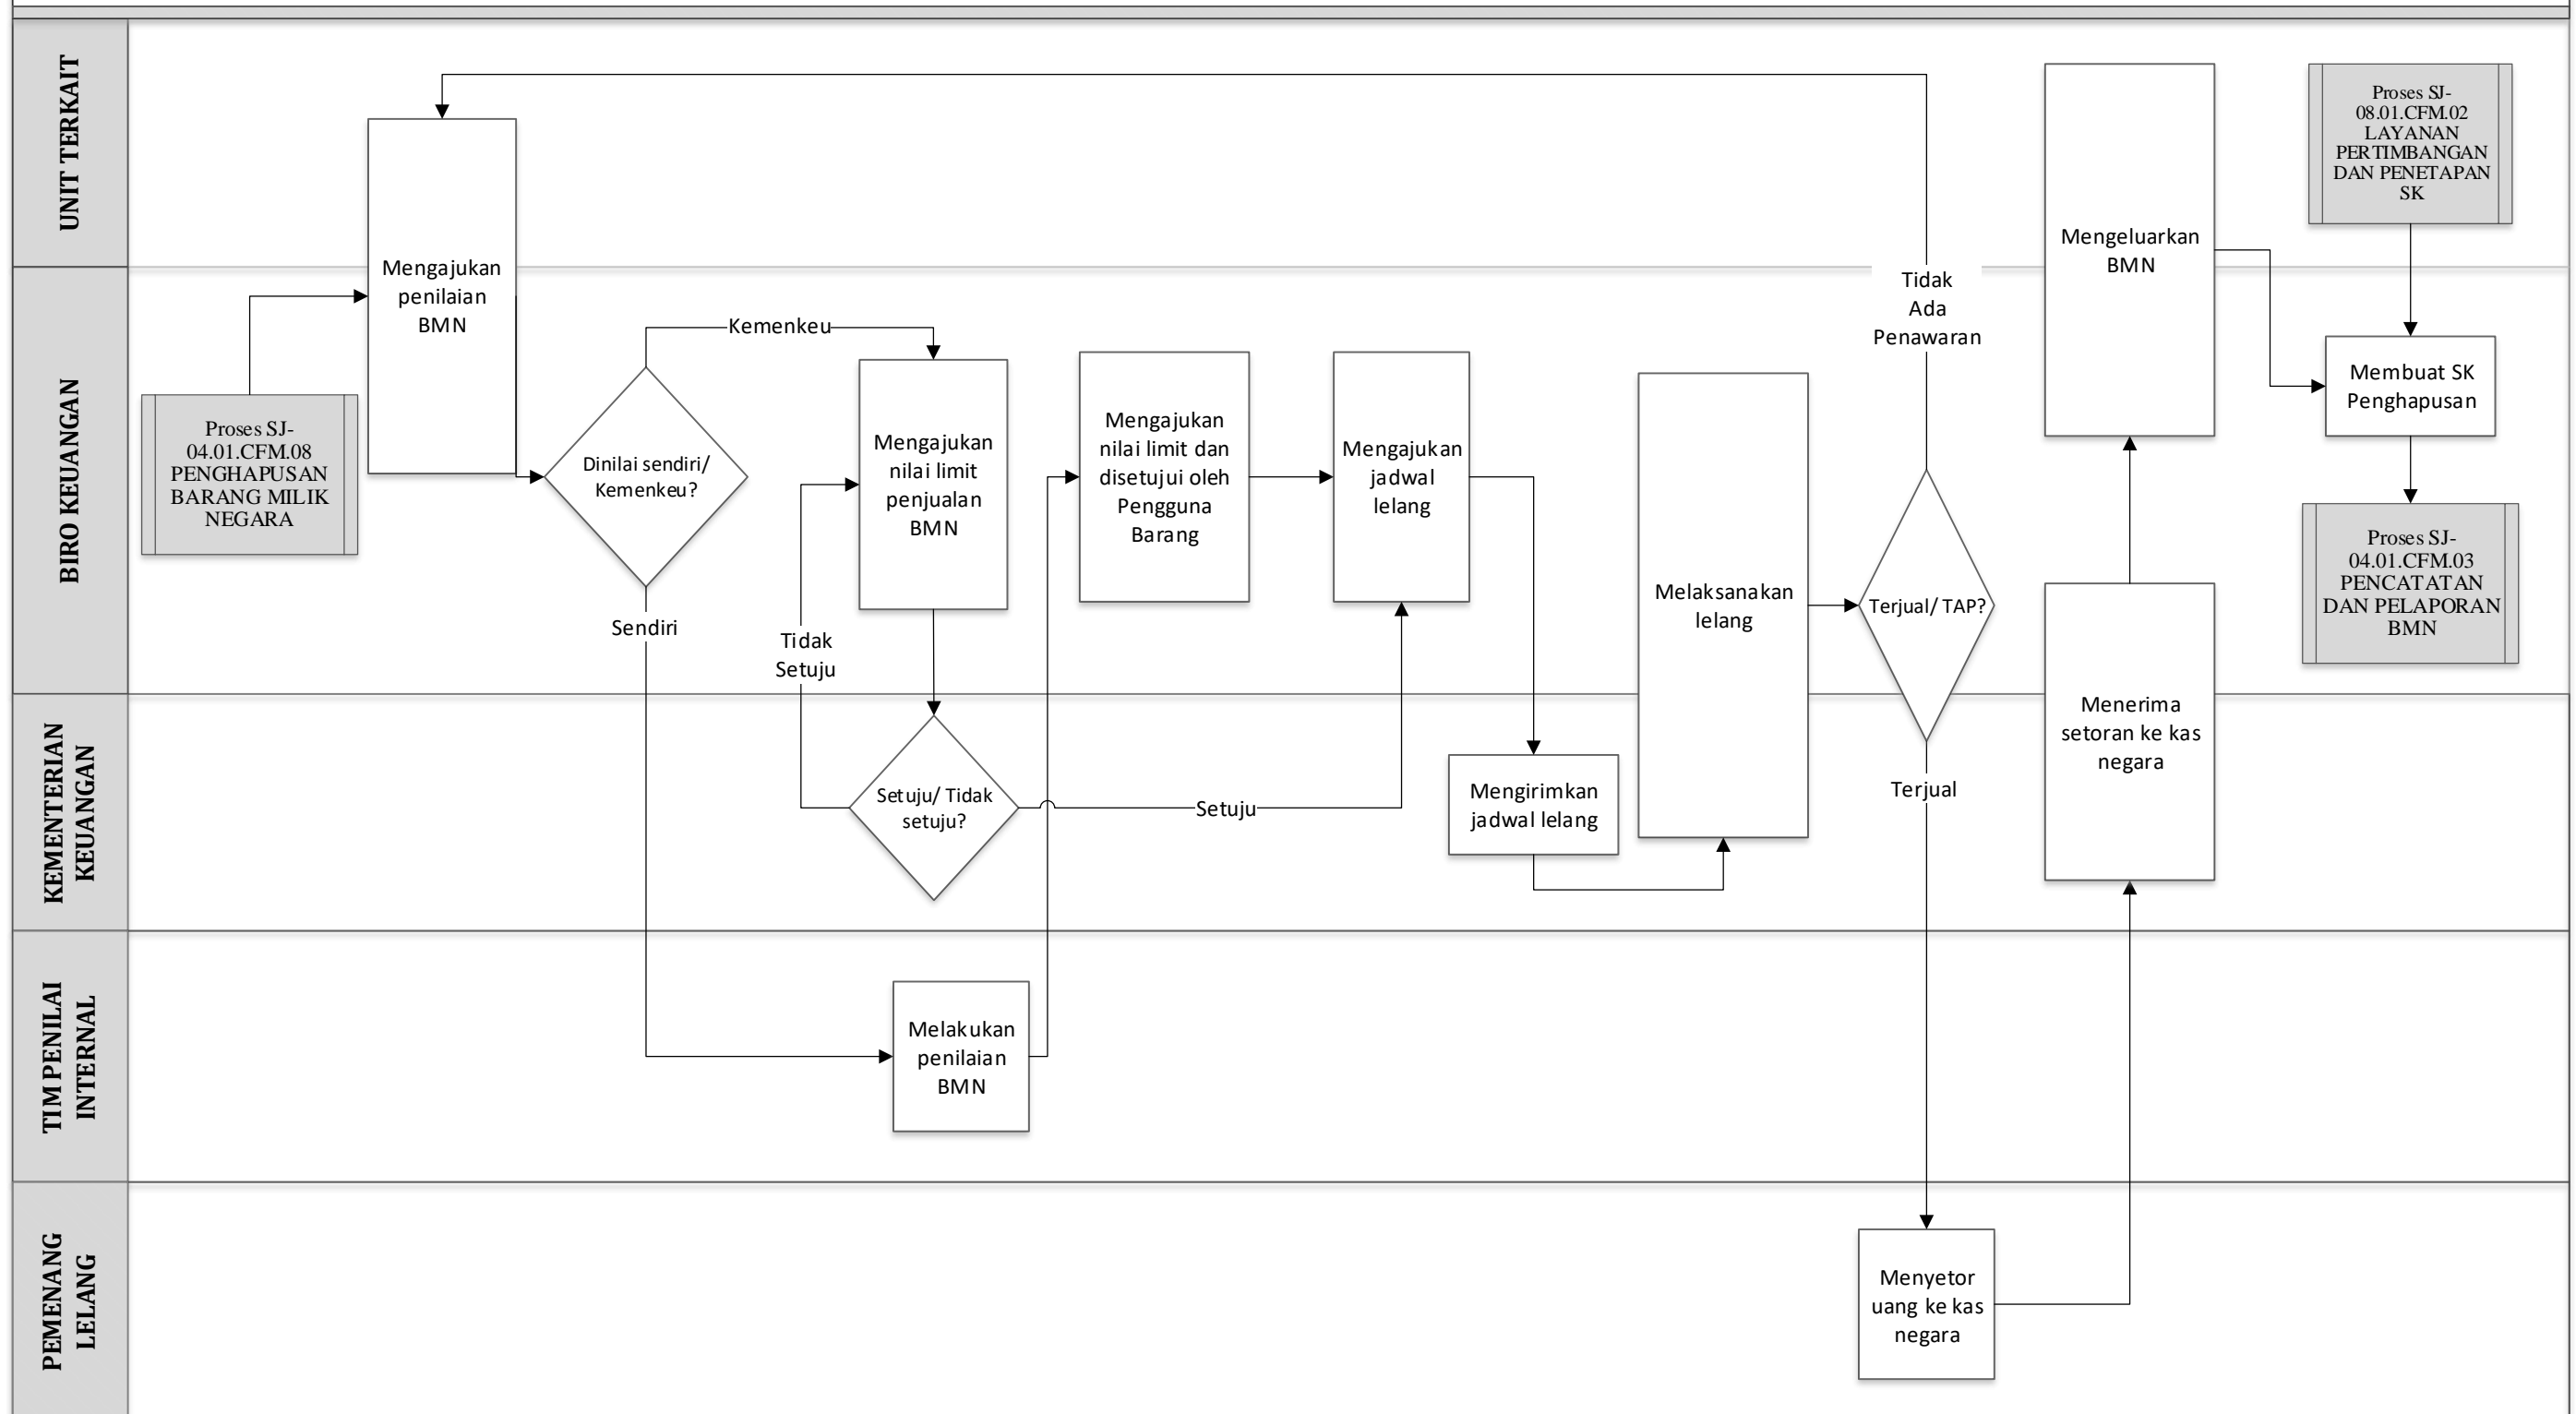 UNIT TERKAIT
BIRO KEUANGAN
KEMENTERIAN
KEUANGAN
TIM PENILAI
INTERNAL
PEMENANG
LELANG
Proses SJ-
04.01.CFM.08
PENGHAPUSAN
BARANG MILIK
NEGARA
Mengajukan
penilaian
BMN
Dinilai sendiri/
Kemenkeu?
Kemenkeu
Sendiri
Mengajukan
nilai limit
penjualan
BMN
Tidak
Setuju
Setuju/ Tidak
setuju?
Setuju
Melakukan
penilaian
BMN
Mengajukan
nilai limit dan
disetujui oleh
Pengguna
Barang
Mengajukan
jadwal
lelang
Mengirimkan
jadwal lelang
Melaksanakan
lelang
Terjual/ TAP?
Tidak
Ada
Penawaran
Terjual
Menyetor
uang ke kas
negara
Menerima
setoran ke kas
negara
Mengeluarkan
BMN
Proses SJ-
08.01.CFM.02
LAYANAN
PERTIMBANGAN
DAN PENETAPAN
SK
Membuat SK
Penghapusan
Proses SJ-
04.01.CFM.03
PENCATATAN
DAN PELAPORAN
BMN